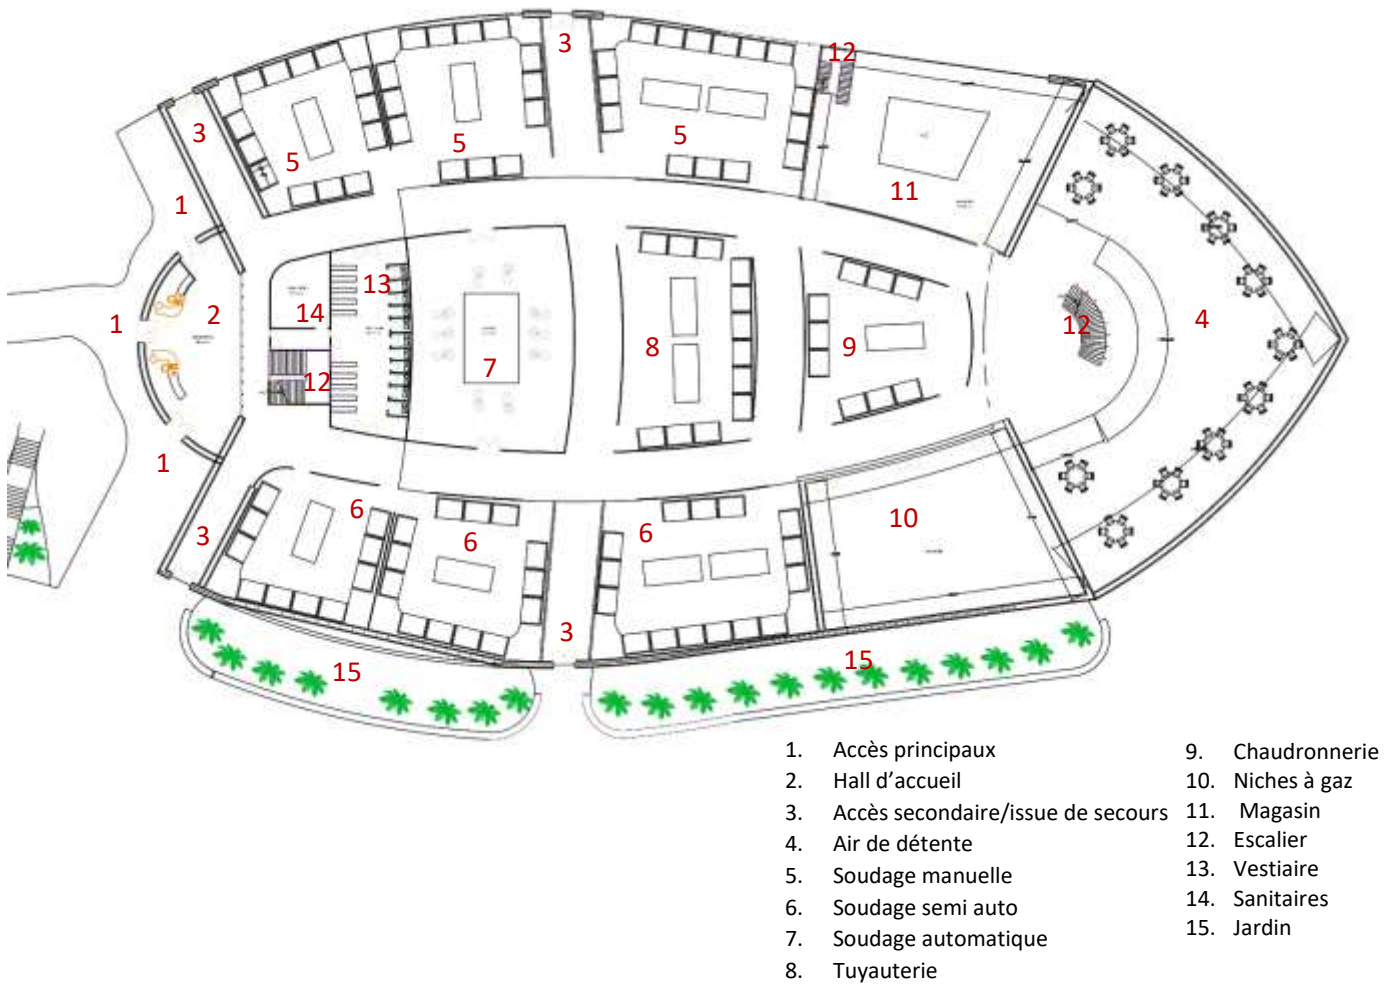 3
12
3
5
5
5
11
1
13
14
2
1
4
12
8
9
7
12
1
6
6
6
10
3
3
15
15
1. Accès principaux
2. Hall d'accueil
3. Accès secondaire/issue de secours
4. Air de détente
5. Soudage manuelle
6. Soudage semi auto
7. Soudage automatique
8. Tuyauterie
9. Chaudronnerie
10. Niches à gaz
11. Magasin
12. Escalier
13. Vestiaire
14. Sanitaires
15. Jardin